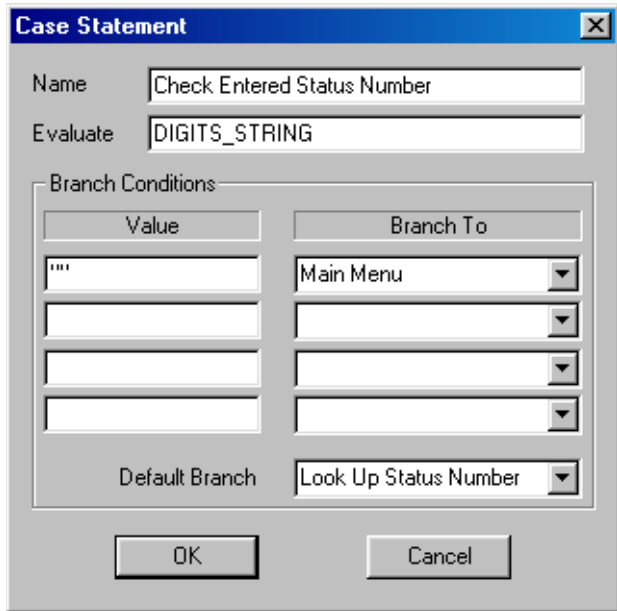 Case Statement
Name Check Entered Status Number
Evaluate DIGITS_STRING
Branch Conditions
Value Branch To
"" Main Menu
Default Branch Look Up Status Number
OK Cancel